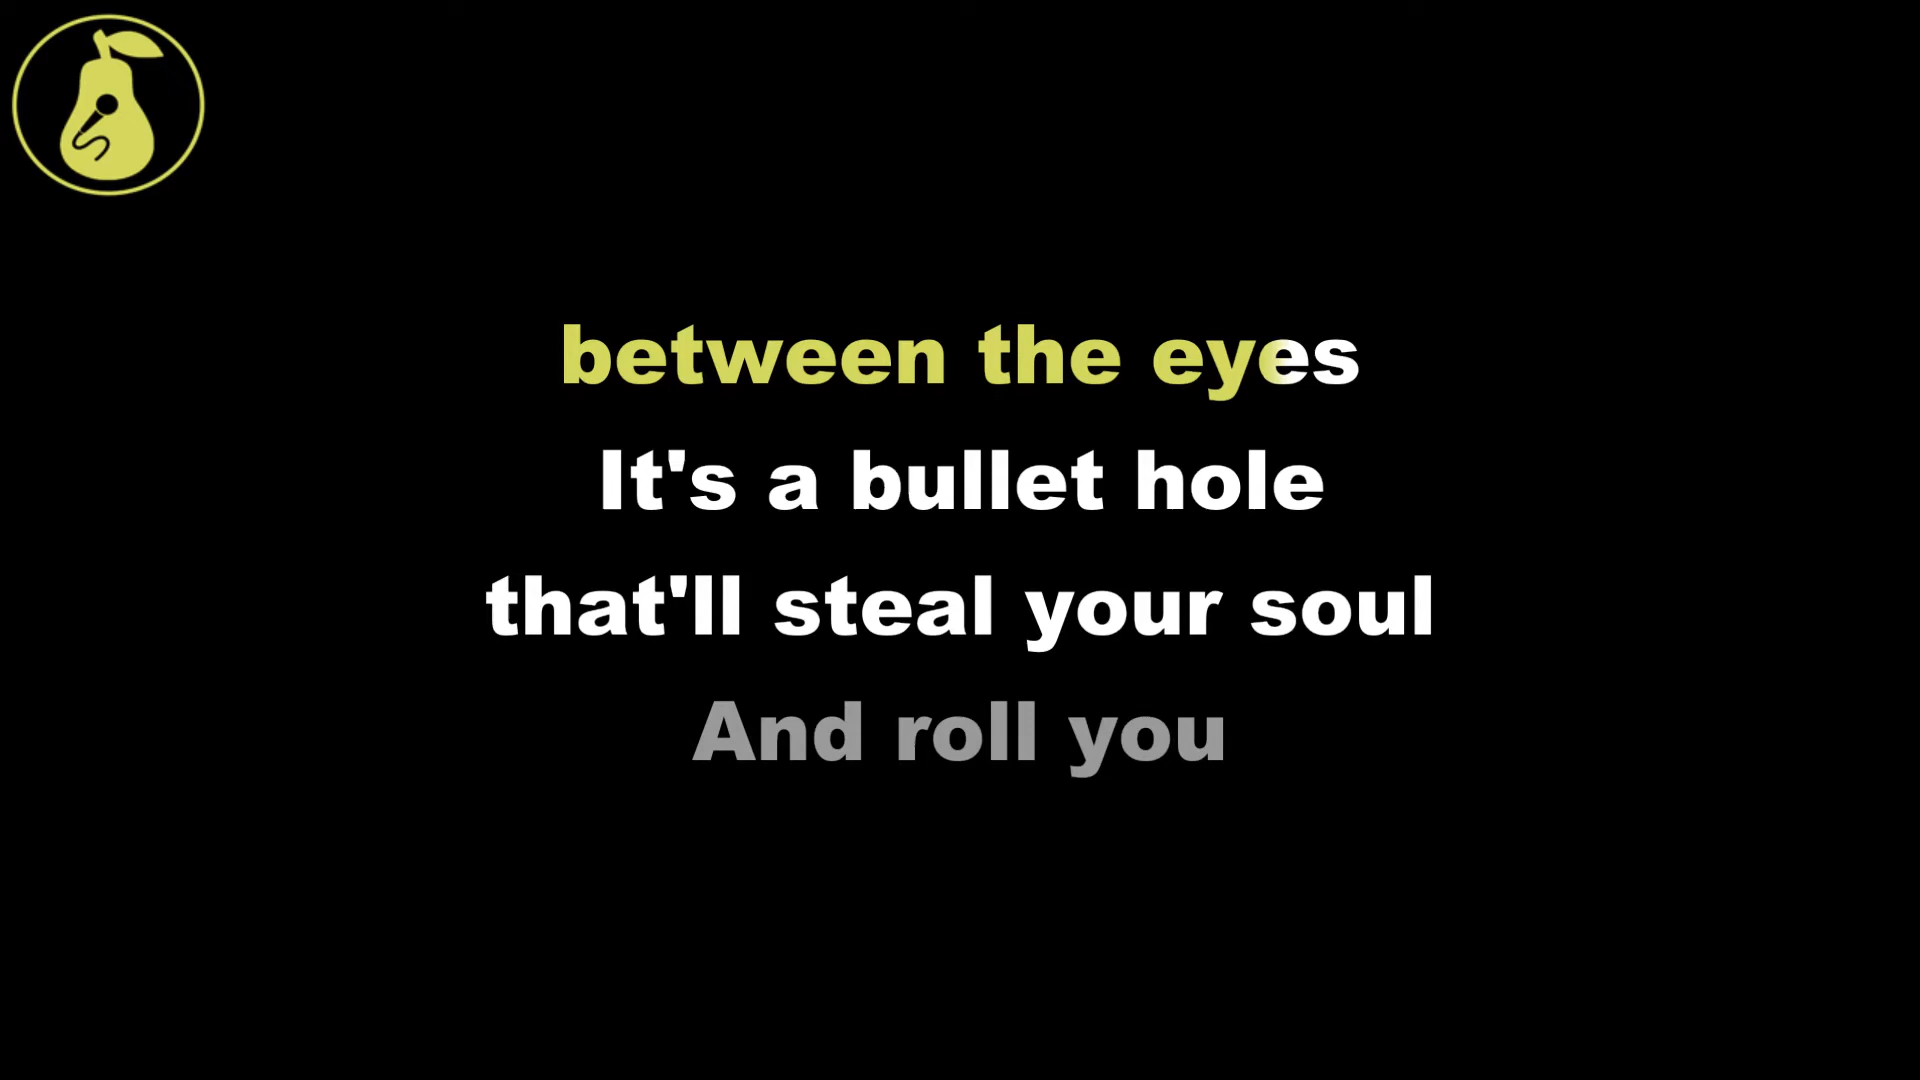 between the eyes
It's a bullet hole
that'll steal your soul
And roll you